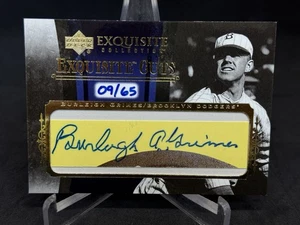 UPPER DECK
EXQUISITE
COLLECTION
EXQUISITE CUTS
09/65
BURLEIGH GRIMES/BROOKLYN DODGERS
B
Burleigh A Grimes